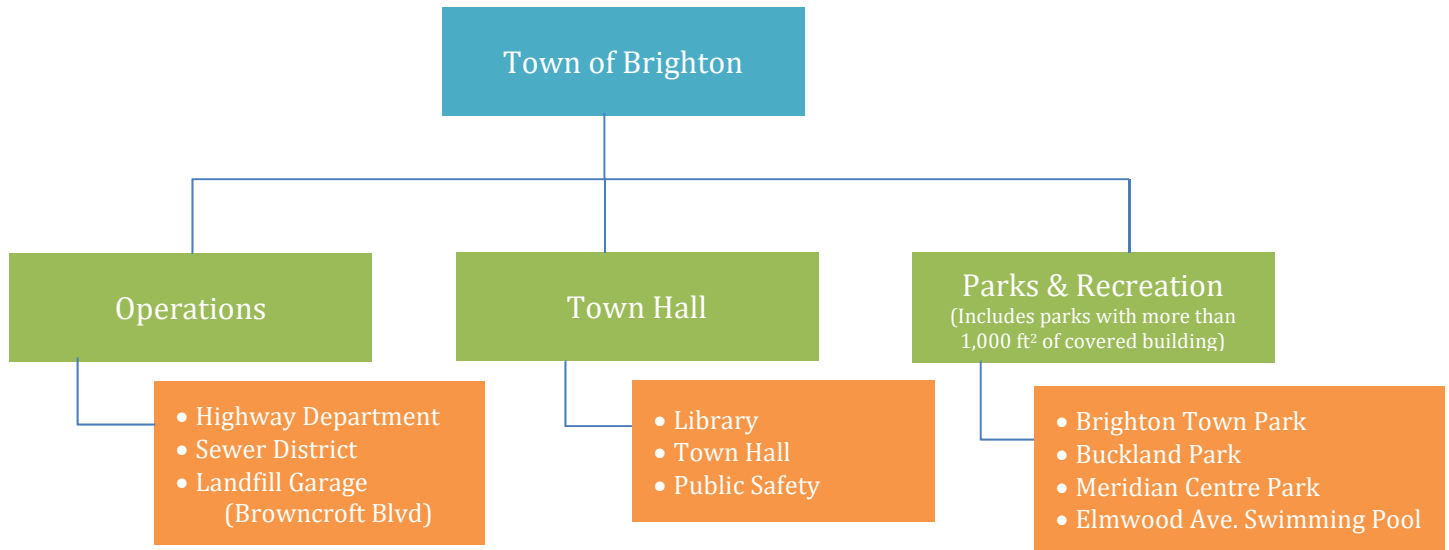 Town of Brighton
Operations
Town Hall
Parks & Recreation
(Includes parks with more than
1,000 ft² of covered building)
• Highway Department
• Sewer District
• Landfill Garage
(Browncroft Blvd)
• Library
• Town Hall
• Public Safety
• Brighton Town Park
• Buckland Park
• Meridian Centre Park
• Elmwood Ave. Swimming Pool